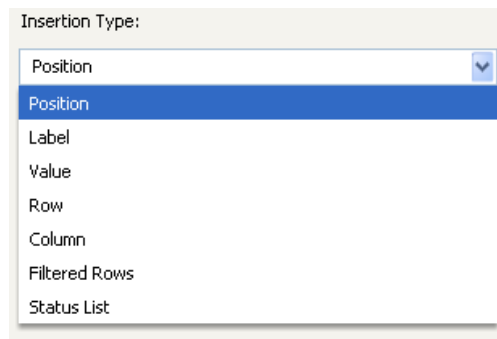 Insertion Type:
Position
Position
Label
Value
Row
Column
Filtered Rows
Status List